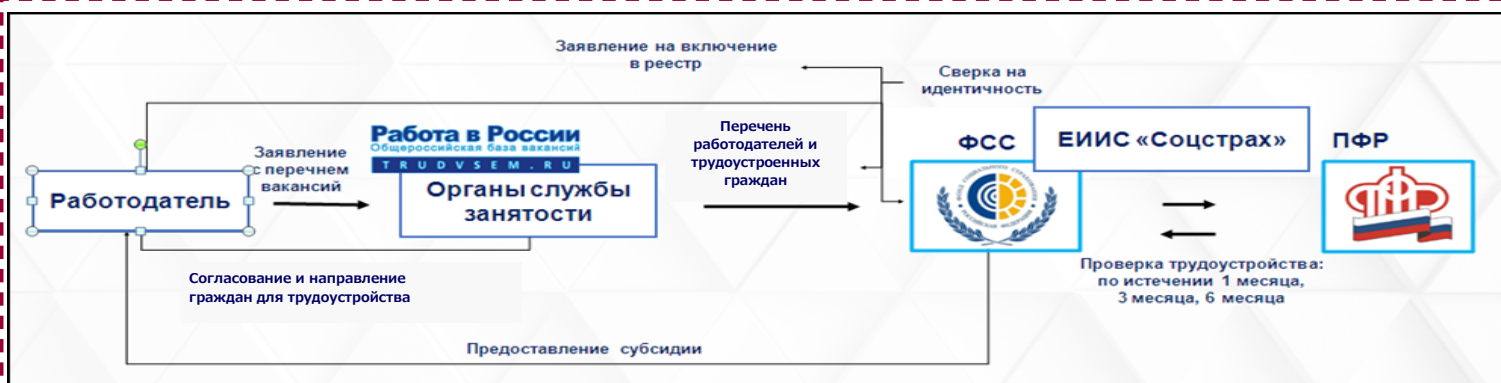 Заявление на включение
в реестр
Сверка на
идентичность
Работодатель
Заявление
с перечнем
вакансий
Работа в России
Общероссийская база вакансий
TRUDVSEM.RU
Органы службы
занятости
Перечень
работодателей и
трудоустроенных
граждан
ФСС
ЕИИС «Соцстрах»
ПФР
Согласование и направление
граждан для трудоустройства
Проверка трудоустройства:
по истечении 1 месяца,
3 месяца, 6 месяца
Предоставление субсидии